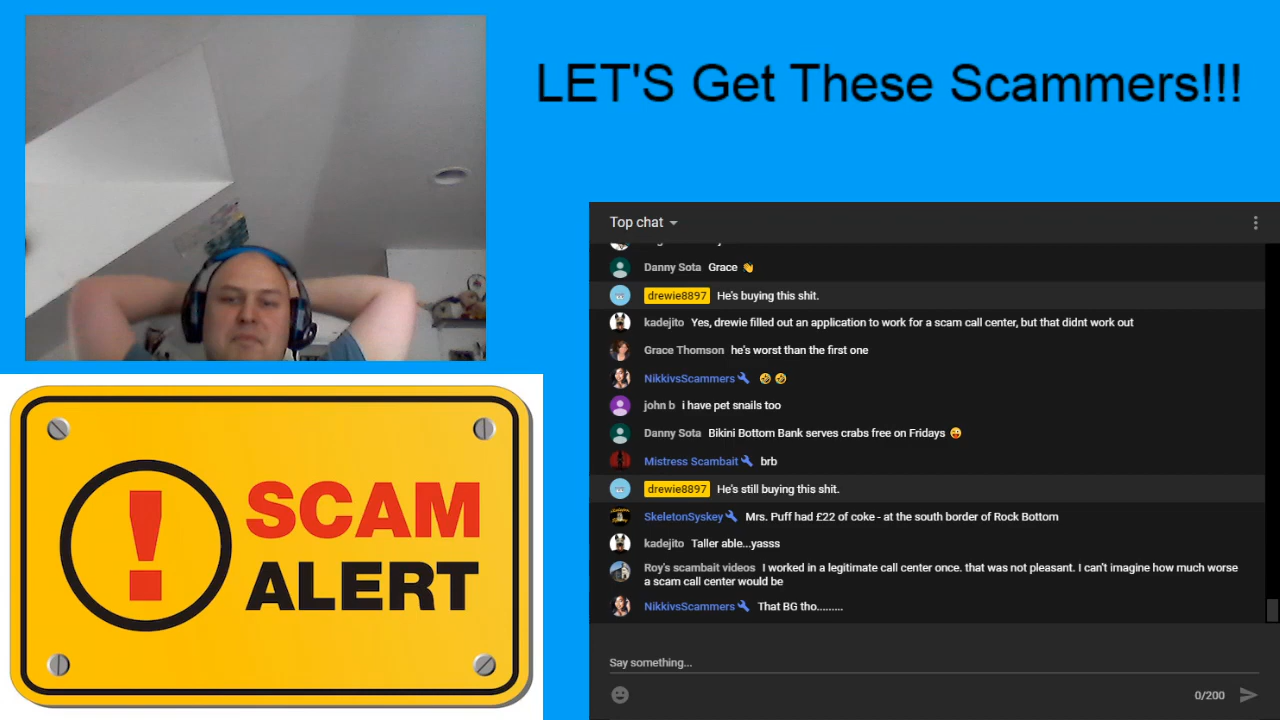 LET'S Get These Scammers!!!
Top chat
Danny Sota Grace 👏
drewie8897 He's buying this shit.
kadejito Yes, drewie filled out an application to work for a scam call center, but that didnt work out
Grace Thomson he's worst than the first one
NikkivsScammers 🤣 🤣
john b i have pet snails too
Danny Sota Bikini Bottom Bank serves crabs free on Fridays 😜
Mistress Scambait brb
drewie8897 He's still buying this shit.
SkeletonSyskey Mrs. Puff had £22 of coke - at the south border of Rock Bottom
kadejito Taller able...yasss
Roy's scambait videos I worked in a legitimate call center once. that was not pleasant. I can't imagine how much worse
a scam call center would be
NikkivsScammers That BG tho.........
Say something...
0/200
! SCAM
ALERT